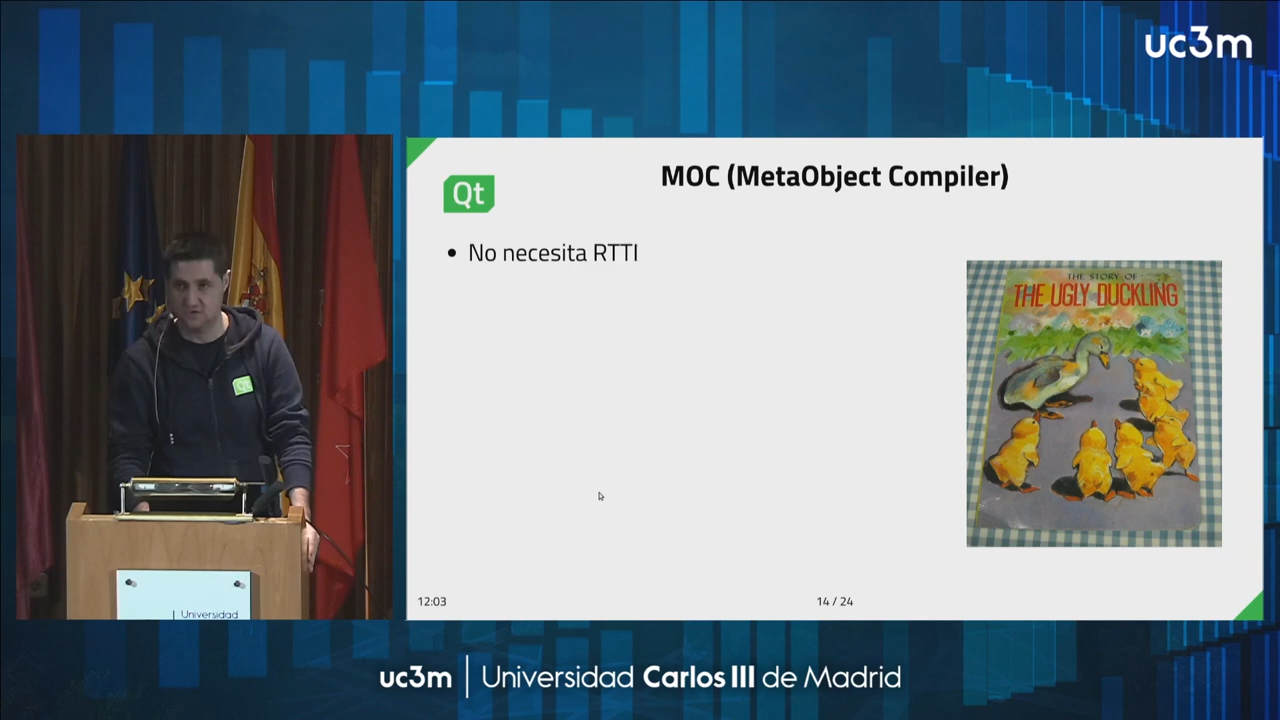 uc3m
MOC (MetaObject Compiler)
Qt
• No necesita RTTI
THE STORY OF
THE UGLY DUCKLING
Qt
12:03
14 / 24
Universidad
uc3m | Universidad Carlos III de Madrid